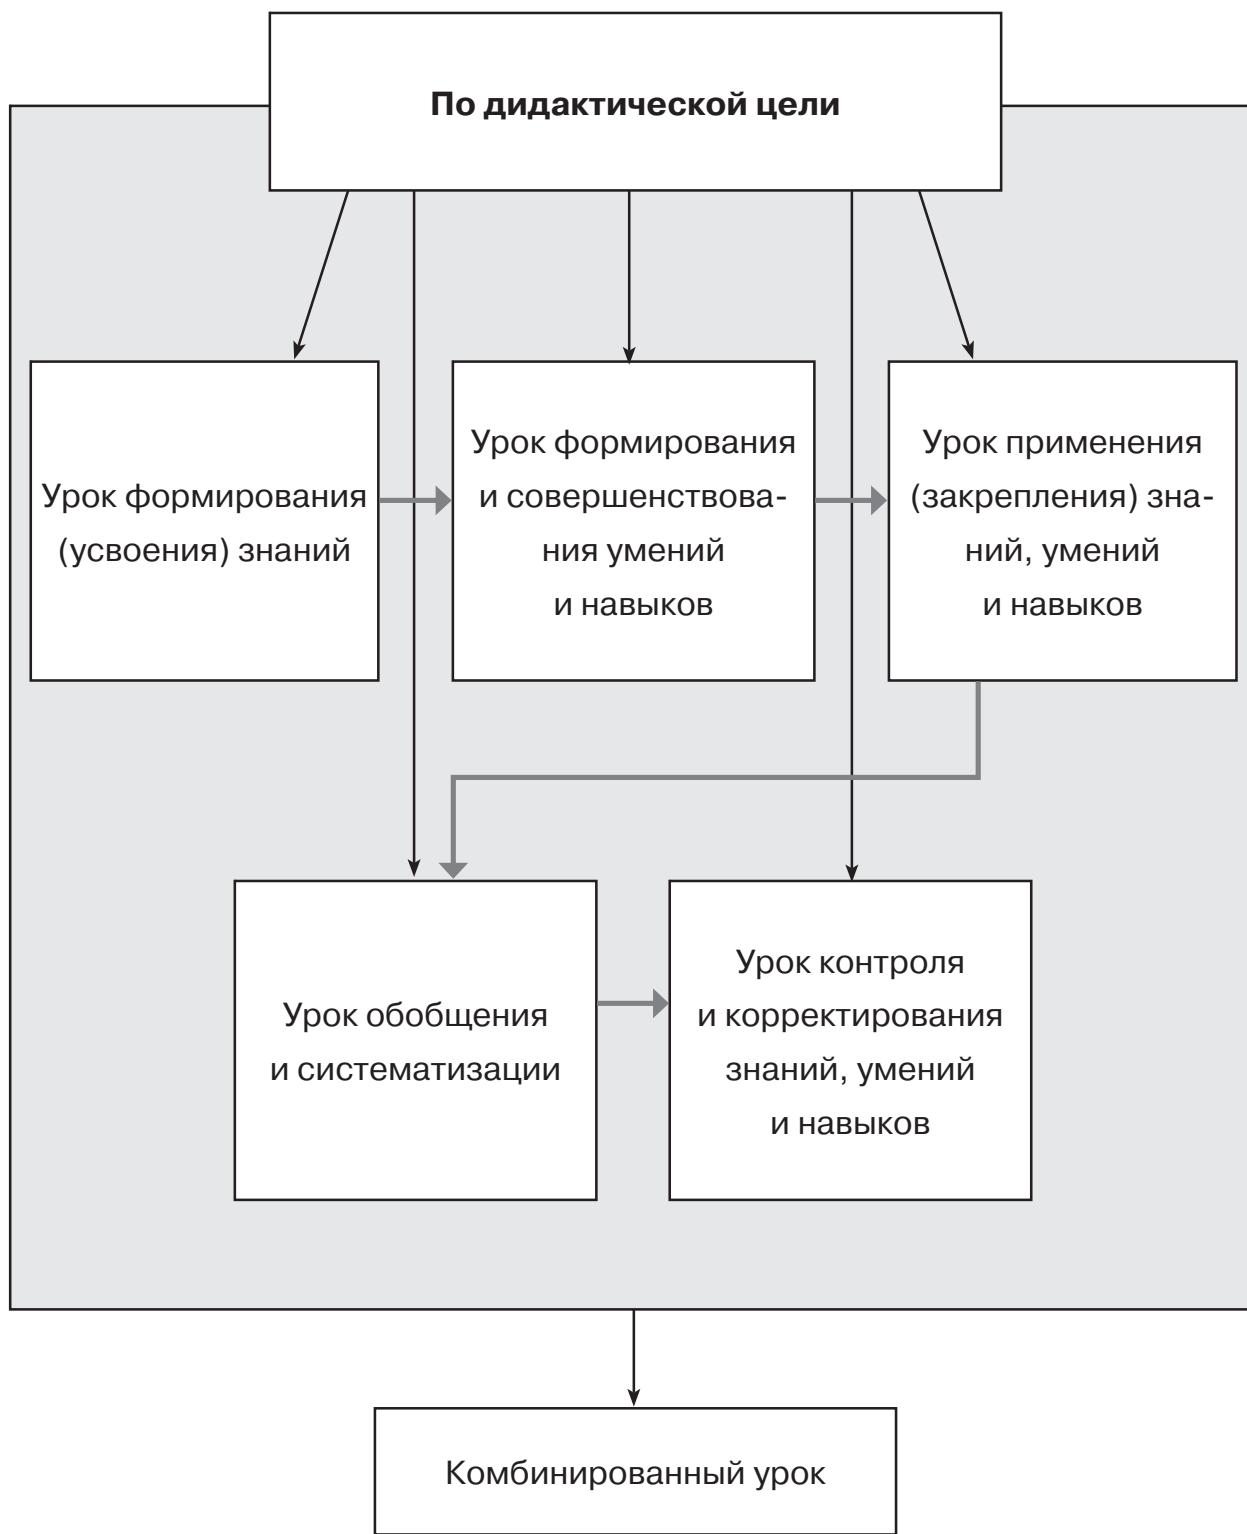 По дидактической цели
Урок формирования
(усвоения) знаний
Урок формирования
и совершенствова-
ния умений
и навыков
Урок применения
(закрепления) зна-
ний, умений
и навыков
Урок обобщения
и систематизации
Урок контроля
и корректирования
знаний, умений
и навыков
Комбинированный урок